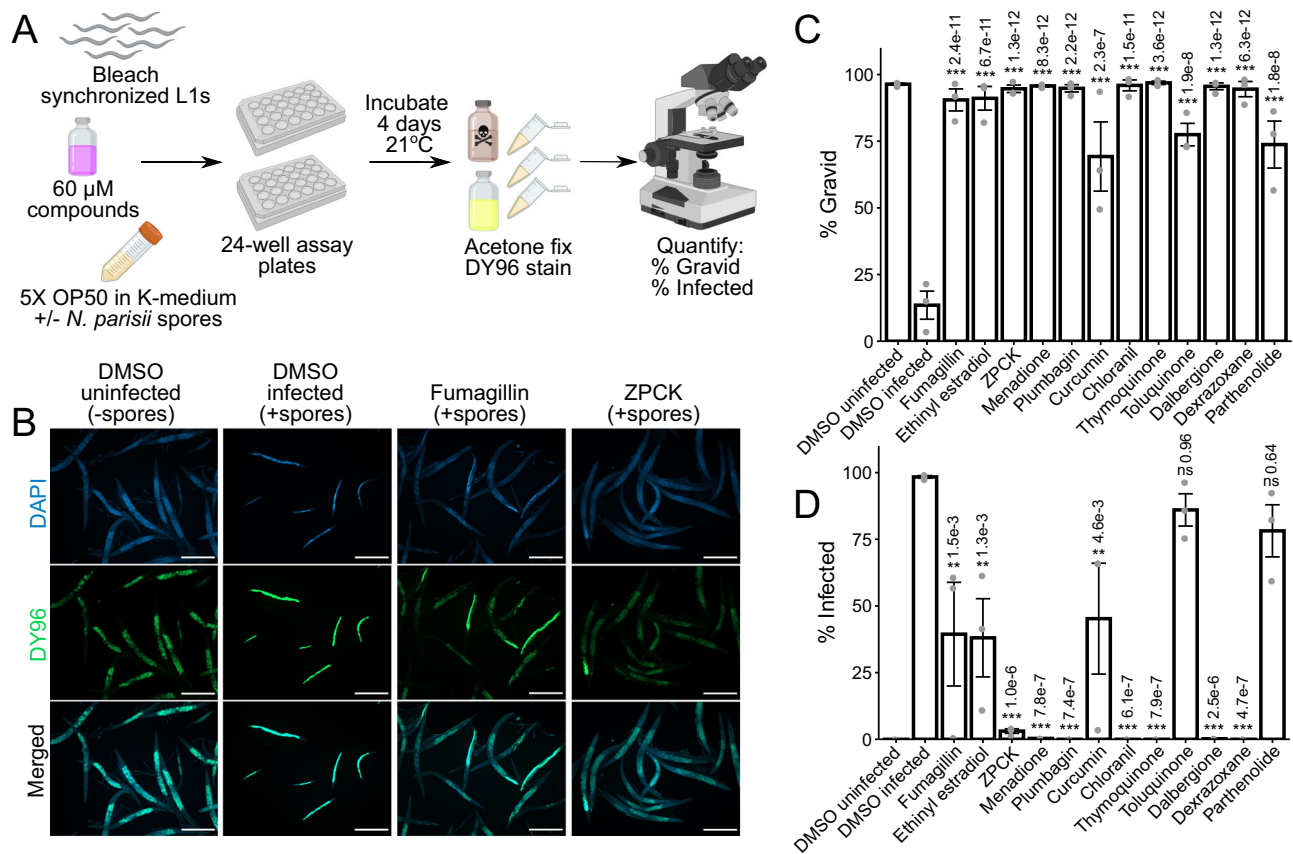 A
Bleach
synchronized L1s
60 µM
compounds
5X OP50 in K-medium
+/- N. parisii spores
24-well assay
plates
Incubate
4 days
21°C
Acetone fix
DY96 stain
Quantify:
% Gravid
% Infected
B
DMSO
uninfected
(-spores)
DMSO
infected
(+spores)
Fumagillin
(+spores)
ZPCK
(+spores)
DAPI
DY96
Merged
C
% Gravid
100
75
50
25
0
*** 2.4e-11
*** 6.7e-11
*** 1.3e-12
*** 8.3e-12
*** 2.2e-12
*** 2.3e-7
*** 1.5e-11
*** 3.6e-12
*** 1.9e-8
*** 1.3e-12
*** 6.3e-12
*** 1.8e-8
DMSO uninfected
DMSO infected
Fumagillin
Ethinyl estradiol
ZPCK
Menadione
Plumbagin
Curcumin
Chloranil
Thymoquinone
Toluquinone
Dalbergione
Dexrazoxane
Parthenolide
D
% Infected
100
75
50
25
0
** 1.5e-3
** 1.3e-3
*** 1.0e-6
*** 7.8e-7
*** 7.4e-7
** 4.6e-3
*** 6.1e-7
*** 7.9e-7
ns 0.96
*** 2.5e-6
*** 4.7e-7
ns 0.64
DMSO uninfected
DMSO infected
Fumagillin
Ethinyl estradiol
ZPCK
Menadione
Plumbagin
Curcumin
Chloranil
Thymoquinone
Toluquinone
Dalbergione
Dexrazoxane
Parthenolide